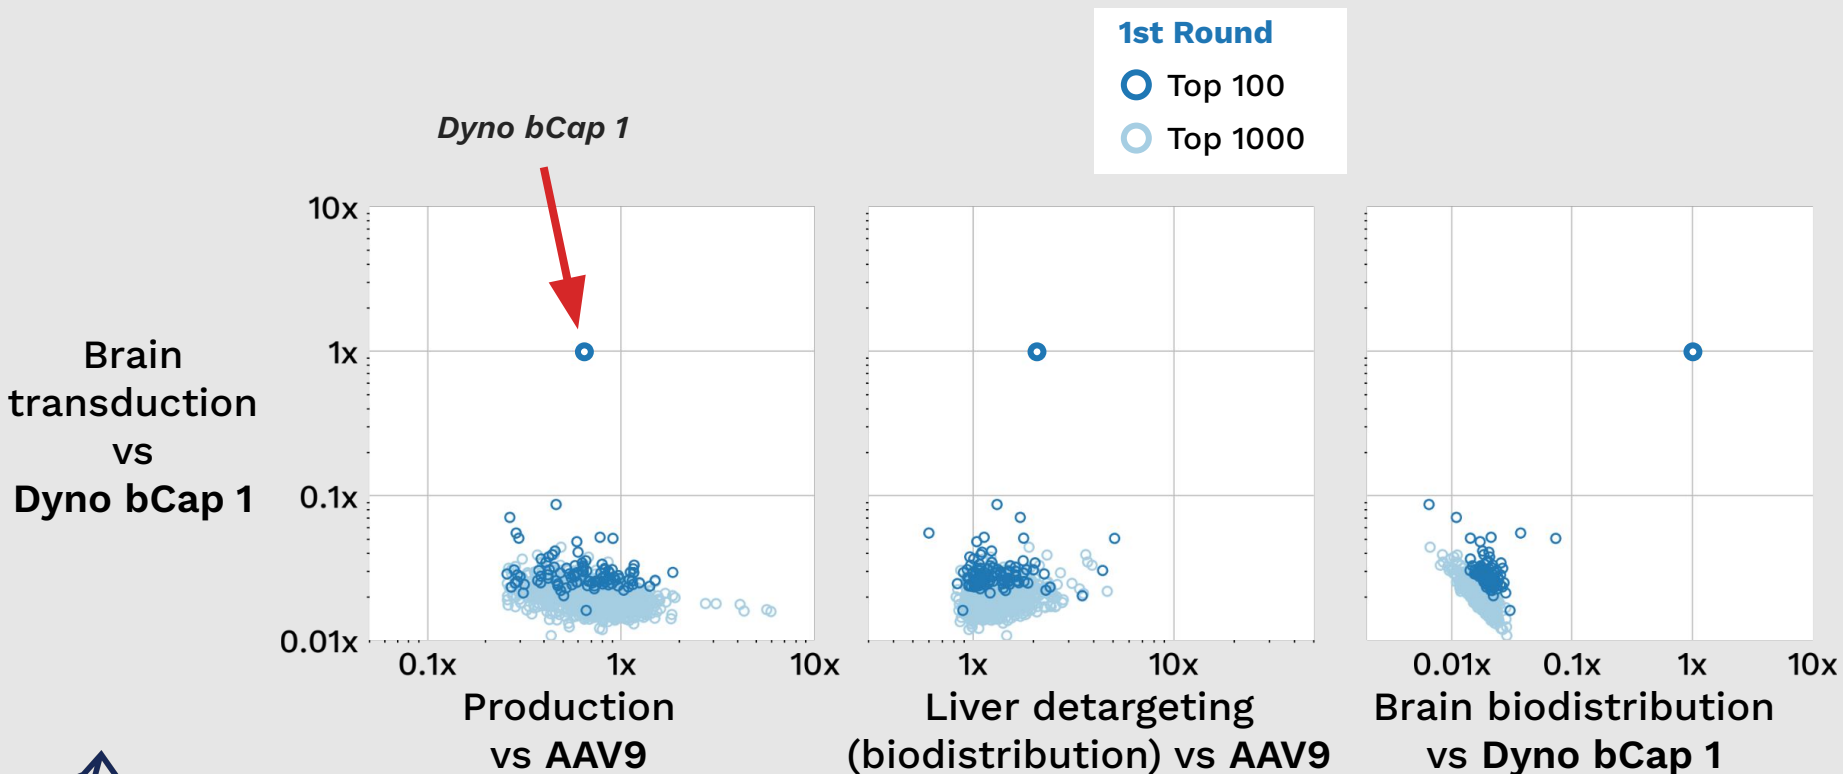 1st Round
Top 100
Top 1000
Dyno bCap 1
10x
1x
0.1x
0.01x
Brain
transduction
vs
Dyno bCap 1
0.1x 1x 10x
1x 10x
0.01x 0.1x 1x 10x
Production
vs AAV9
Liver detargeting
(biodistribution) vs AAV9
Brain biodistribution
vs Dyno bCap 1